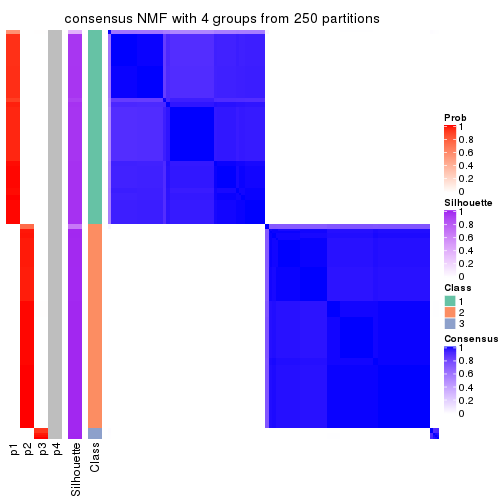 consensus NMF with 4 groups from 250 partitions
Prob
1
0.8
0.6
0.4
0.2
0
Silhouette
1
0.8
0.6
0.4
0.2
0
Class
1
2
3
Consensus
1
0.8
0.6
0.4
0.2
0
p1
p2
p3
p4
Silhouette
Class